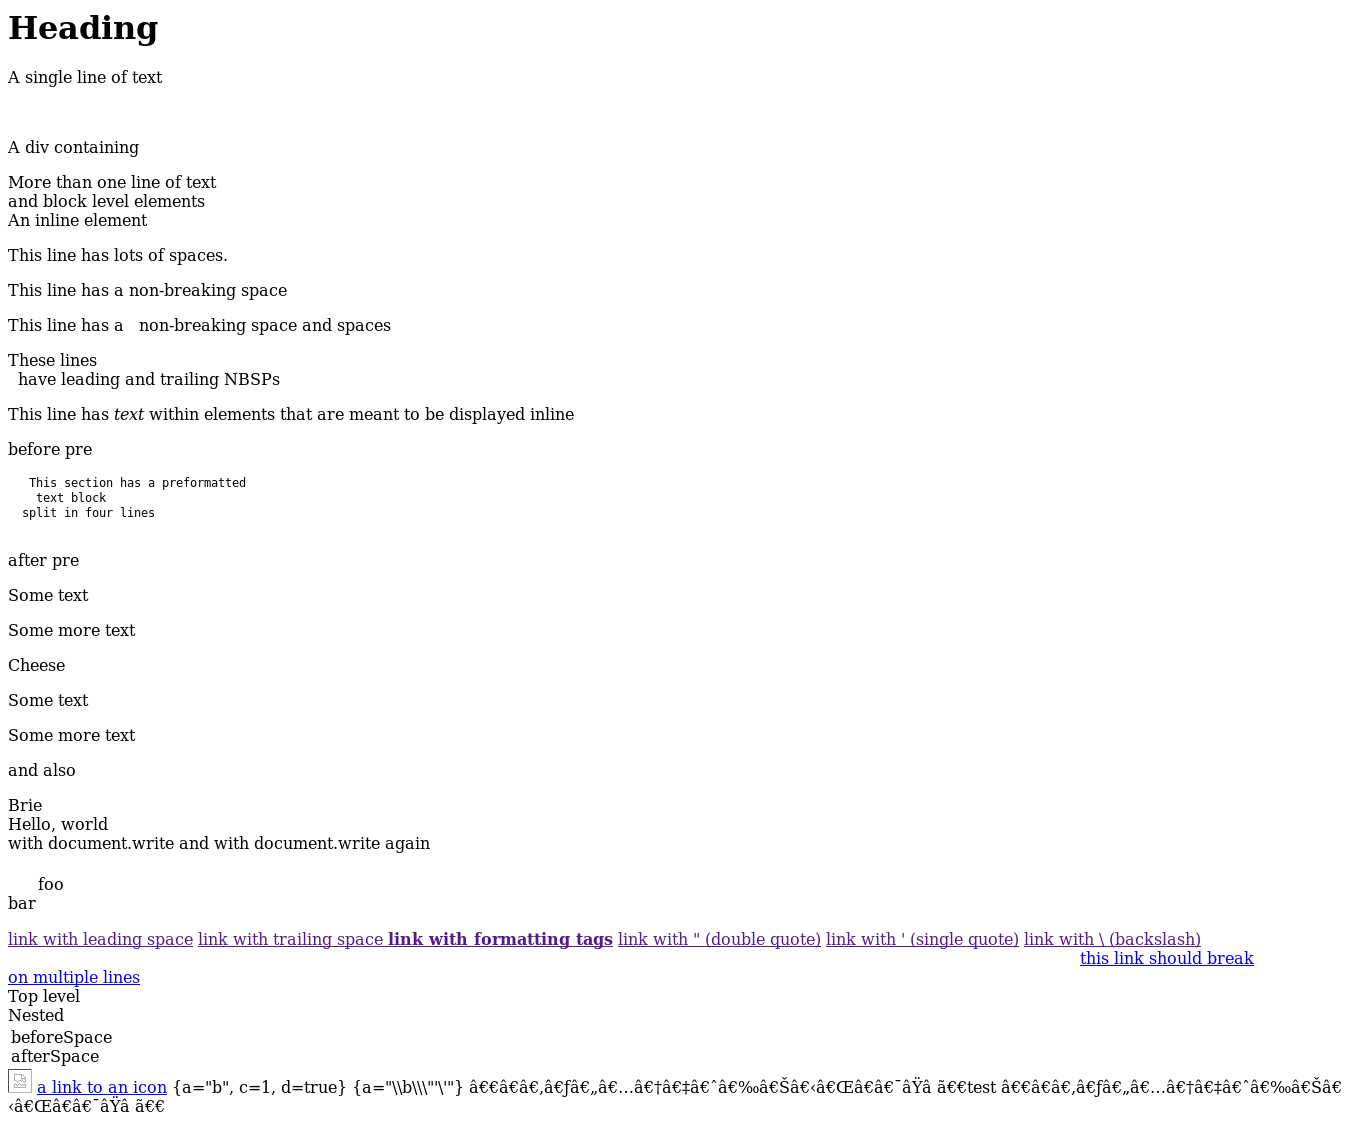 Heading
A single line of text
A div containing
More than one line of text
and block level elements
An inline element
This line has lots of spaces.
This line has a non-breaking space
This line has a   non-breaking space and spaces
These lines
  have leading and trailing NBSPs
This line has text within elements that are meant to be displayed inline
before pre
   This section has a preformatted
    text block
  split in four lines
after pre
Some text
Some more text
Cheese
Some text
Some more text
and also
Brie
Hello, world
with document.write and with document.write again
foo
bar
link with leading space link with trailing space link with formatting tags link with " (double quote) link with ' (single quote) link with \ (backslash)
this link should break
on multiple lines
Top level
Nested
beforeSpace
afterSpace
a link to an icon {a="b", c=1, d=true} {a="\\b\\\"'\'"} â€€â€â€‚â€ƒâ€„â€…â€†â€‡â€ˆâ€‰â€Šâ€‹â€Œâ€â€¯âŸâ ã€€test â€€â€â€‚â€ƒâ€„â€…â€†â€‡â€ˆâ€‰â€Šâ€
‹â€Œâ€â€¯âŸâ ã€€